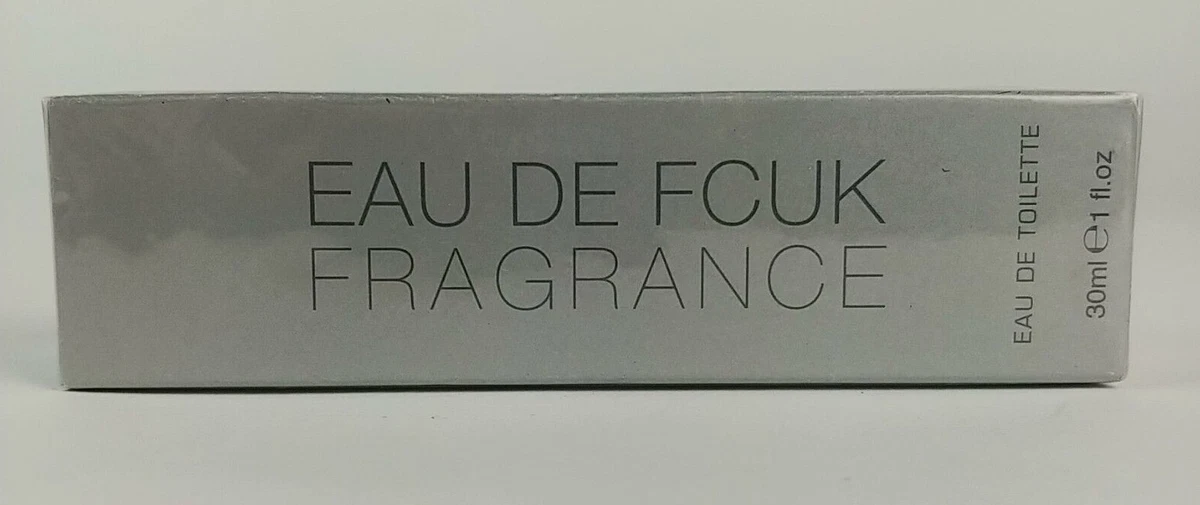 EAU DE FCUK
FRAGRANCE
EAU DE TOILETTE
30ml ℮ 1 fl.oz